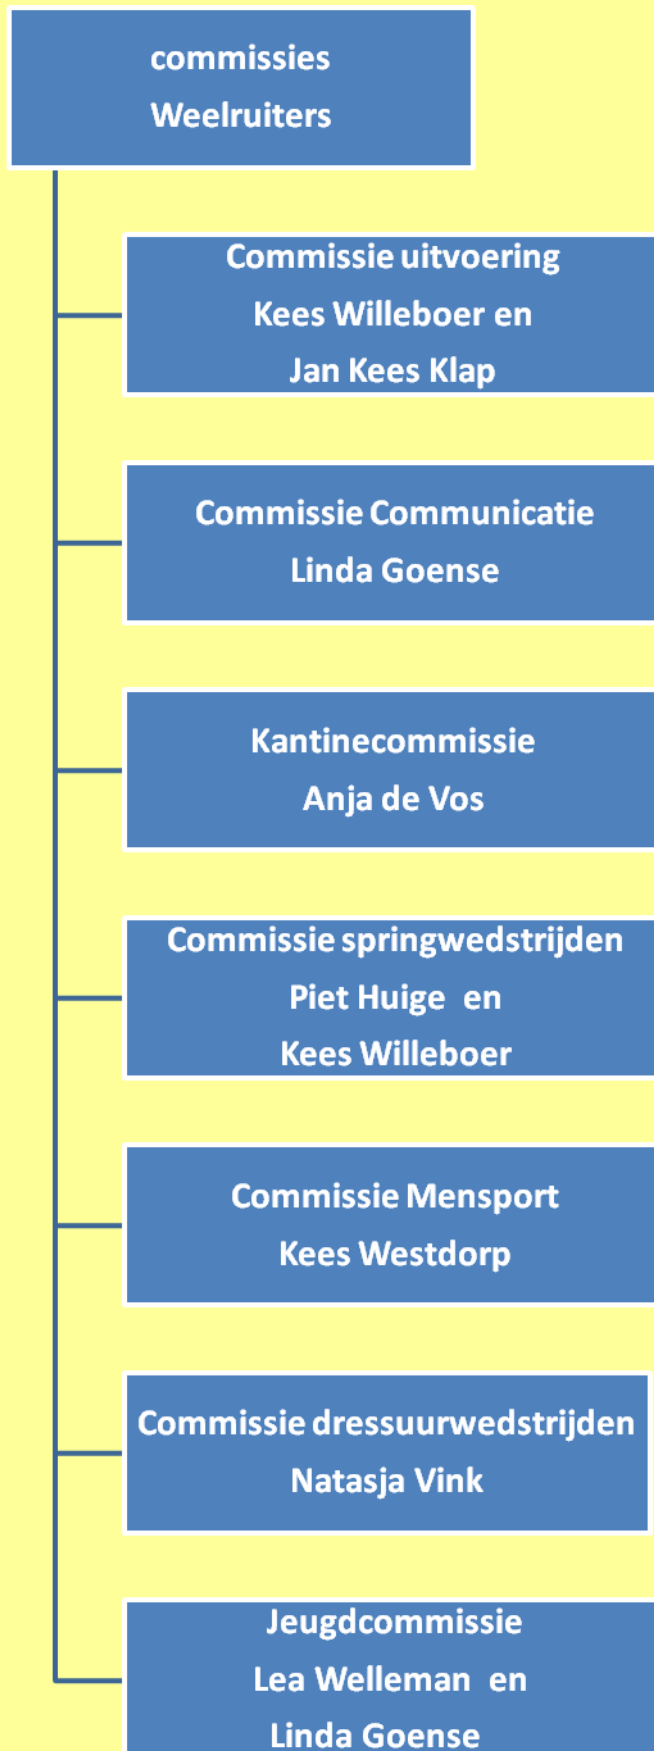 commissies
Weelruiters
Commissie uitvoering
Kees Willeboer en
Jan Kees Klap
Commissie Communicatie
Linda Goense
Kantinecommissie
Anja de Vos
Commissie springwedstrijden
Piet Huige en
Kees Willeboer
Commissie Mensport
Kees Westdorp
Commissie dressuurwedstrijden
Natasja Vink
Jeugdcommissie
Lea Welleman en
Linda Goense